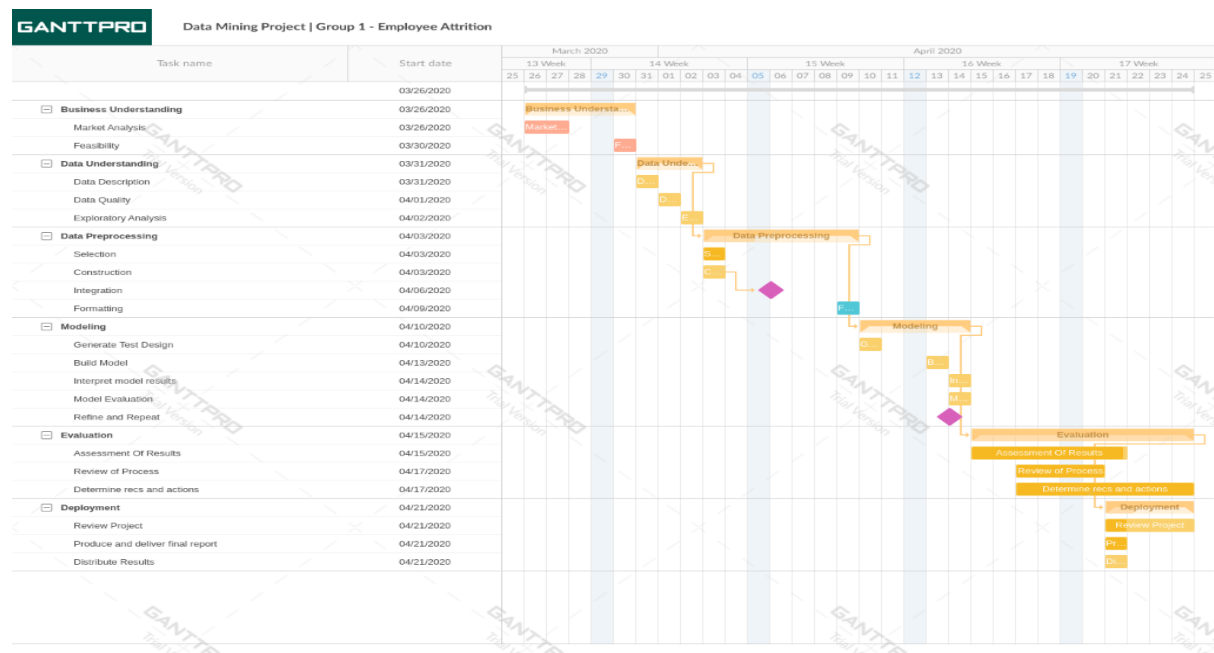 GANTTPRO
Data Mining Project | Group 1 - Employee Attrition
Task name Start date
March 2020 April 2020
13 Week 14 Week 15 Week 16 Week 17 Week
25 26 27 28 29 30 31 01 02 03 04 05 06 07 08 09 10 11 12 13 14 15 16 17 18 19 20 21 22 23 24 25
03/26/2020
Business Understanding 03/26/2020 Business Understa...
Market Analysis 03/26/2020 Market...
Feasibility 03/30/2020 F...
Data Understanding 03/31/2020 Data Unde...
Data Description 03/31/2020 D...
Data Quality 04/01/2020 D...
Exploratory Analysis 04/02/2020 E...
Data Preprocessing 04/03/2020 Data Preprocessing
Selection 04/03/2020 S...
Construction 04/03/2020 C...
Integration 04/06/2020
Formatting 04/09/2020 F...
Modeling 04/10/2020 Modeling
Generate Test Design 04/10/2020 G...
Build Model 04/13/2020 B...
Interpret model results 04/14/2020 In...
Model Evaluation 04/14/2020 M...
Refine and Repeat 04/14/2020
Evaluation 04/15/2020 Evaluation
Assessment Of Results 04/15/2020 Assessment Of Results
Review of Process 04/17/2020 Review of Process
Determine recs and actions 04/17/2020 Determine recs and actions
Deployment 04/21/2020 Deployment
Review Project 04/21/2020 Review Project
Produce and deliver final report 04/21/2020 Pr...
Distribute Results 04/21/2020 Di...
GANTTPRO
Trial Version